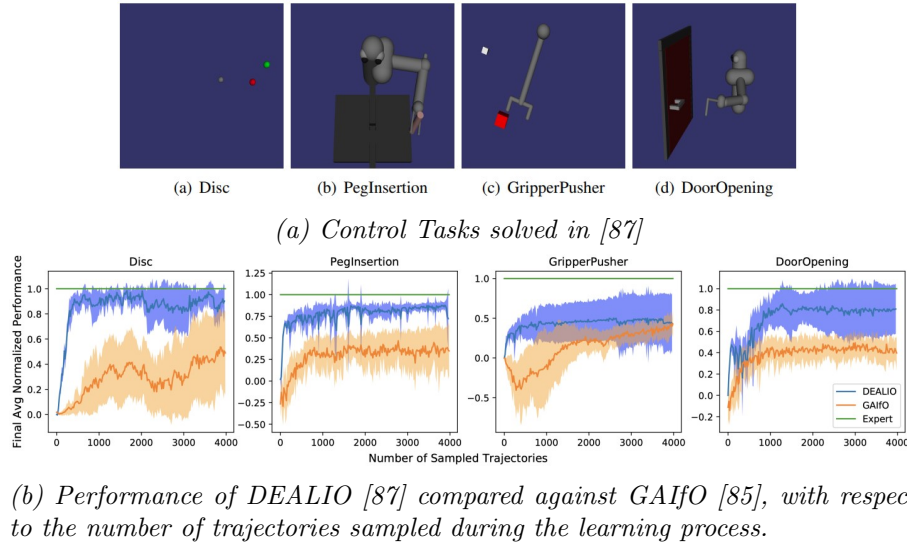 (a) Disc (b) PegInsertion (c) GripperPusher (d) DoorOpening
(a) Control Tasks solved in [87]
Disc PegInsertion GripperPusher DoorOpening
1.0 0.8 0.6 0.4 0.2 0.0
1.25 1.00 0.75 0.50 0.25 0.00 −0.25 −0.50
1.0 0.5 0.0 −0.5
1.0 0.8 0.6 0.4 0.2 0.0 −0.2
Final Avg Normalized Performance
DEALIO
GAIfO
Expert
0 1000 2000 3000 4000 0 1000 2000 3000 4000 0 1000 2000 3000 4000 0 1000 2000 3000 4000
Number of Sampled Trajectories
(b) Performance of DEALIO [87] compared against GAIfO [85], with respec
to the number of trajectories sampled during the learning process.